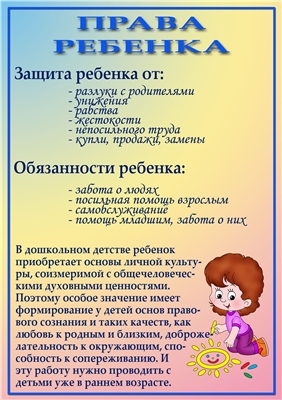 ПРАВА
РЕБЕНКА
Защита ребенка от:
- разлуки с родителями
- унижения
- рабства
- жестокости
- непосильного труда
- купли, продажи, замены
Обязанности ребенка:
- забота о людях
- посильная помощь взрослым
- самобслуживание
- помощь младшим, забота о них
В дошкольном детстве ребенок
приобретает основы личной культу-
ры, соизмеримой с общечеловечес-
кими духовными ценностями.
Поэтому особое значение имеет
формирование у детей основ право-
вого сознания и таких качеств, как
любовь к родным и близким, доброже-
лательность к окружающим, спо-
собность к сопереживанию. И
эту работу нужно проводить с
детьми уже в раннем возрасте.